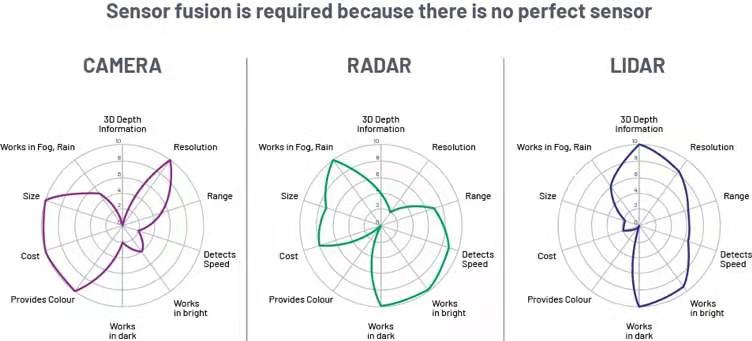 Sensor fusion is required because there is no perfect sensor
CAMERA
3D Depth
Information
Resolution
Range
Detects
Speed
Works
in bright
Works
in dark
Provides Colour
Cost
Size
Works in Fog, Rain
10
8
6
4
2
0
RADAR
3D Depth
Information
Resolution
Range
Detects
Speed
Works
in bright
Works
in dark
Provides Colour
Cost
Size
Works in Fog, Rain
10
8
6
4
2
0
LIDAR
3D Depth
Information
Resolution
Range
Detects
Speed
Works
in bright
Works
in dark
Provides Colour
Cost
Size
Works in Fog, Rain
10
8
6
4
2
0